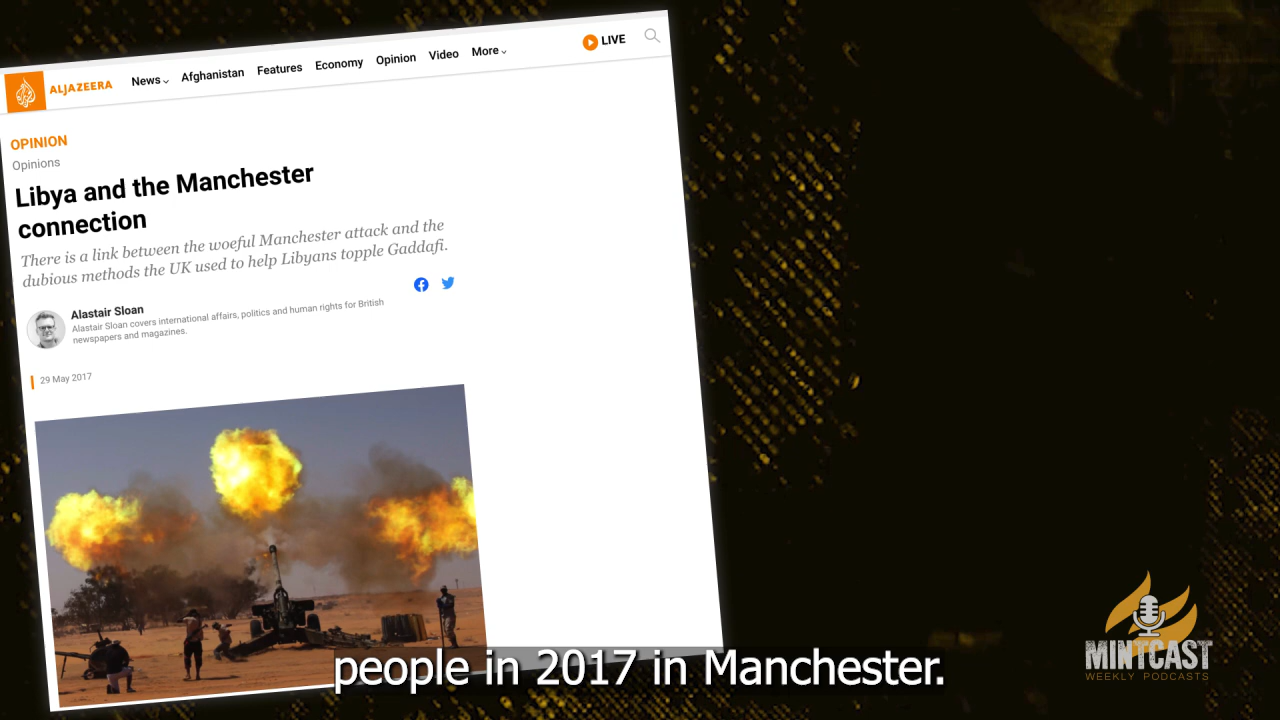 ALJAZEERA
News Afghanistan Features Economy Opinion Video More
LIVE
OPINION
Opinions
Libya and the Manchester
connection
There is a link between the woeful Manchester attack and the
dubious methods the UK used to help Libyans topple Gaddafi.
Alastair Sloan
Alastair Sloan covers international affairs, politics and human rights for British
newspapers and magazines.
29 May 2017
people in 2017 in Manchester.
MINTCAST
WEEKLY PODCASTS